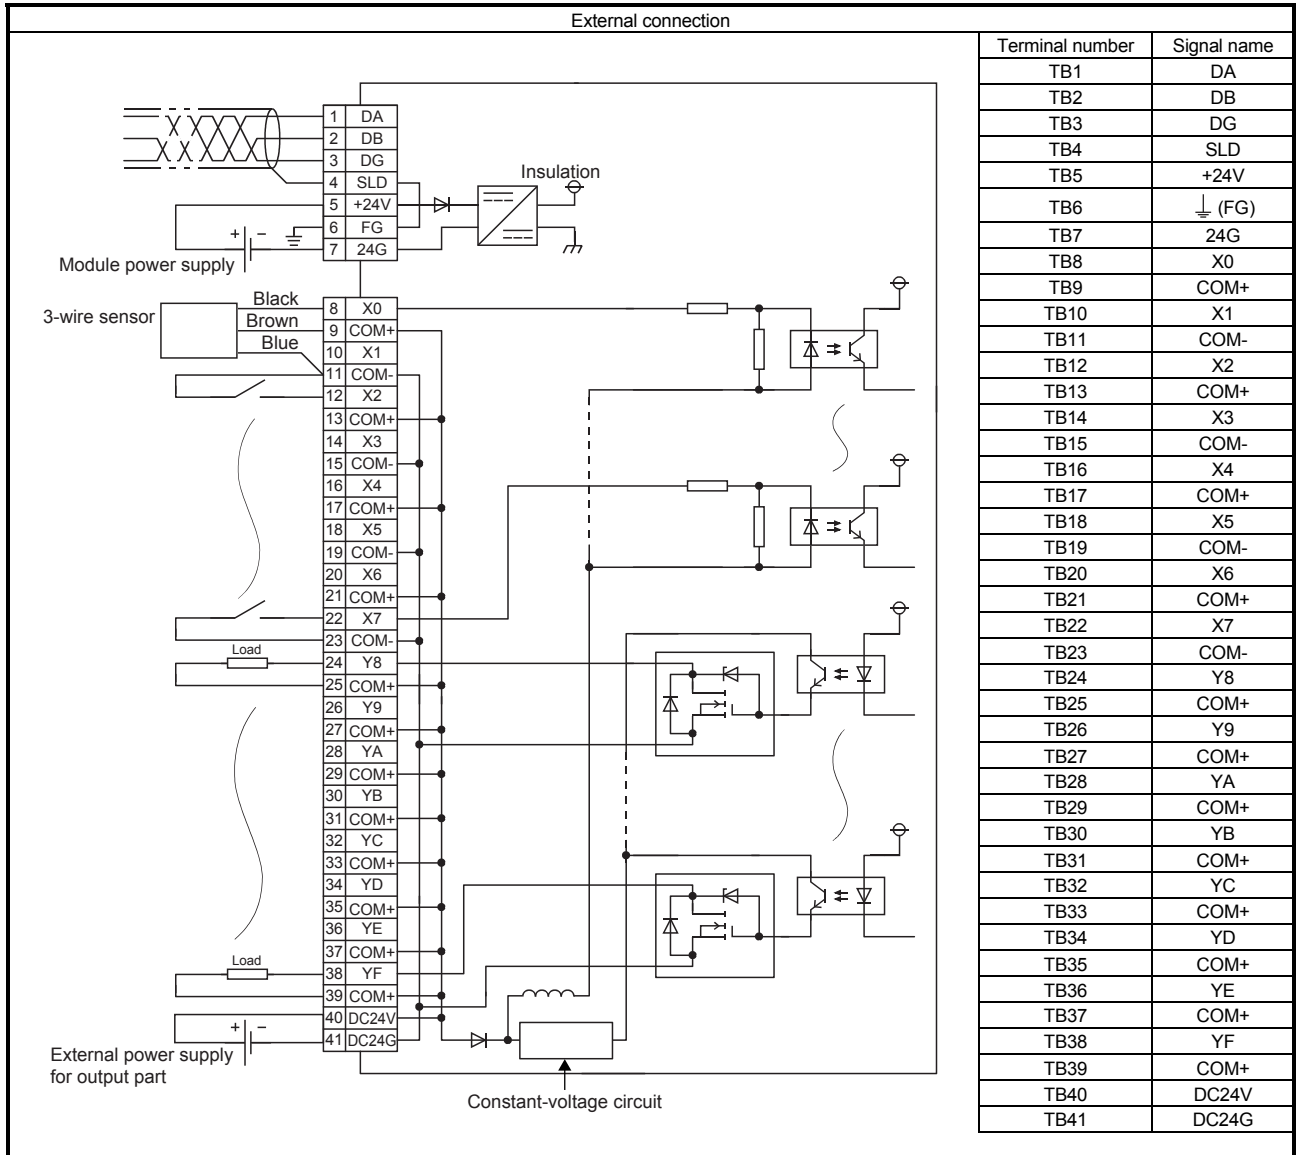 External connection
1 DA
2 DB
3 DG
4 SLD
5 +24V
6 FG
7 24G
Insulation
+ −
Module power supply
3-wire sensor
Black
Brown
Blue
8 X0
9 COM+
10 X1
11 COM-
12 X2
13 COM+
14 X3
15 COM-
16 X4
17 COM+
18 X5
19 COM-
20 X6
21 COM+
22 X7
23 COM-
Load
24 Y8
25 COM+
26 Y9
27 COM+
28 YA
29 COM+
30 YB
31 COM+
32 YC
33 COM+
34 YD
35 COM+
36 YE
37 COM+
Load
38 YF
39 COM+
40 DC24V
41 DC24G
+ −
External power supply
for output part
Constant-voltage circuit
Terminal number Signal name
TB1 DA
TB2 DB
TB3 DG
TB4 SLD
TB5 +24V
TB6 (FG)
TB7 24G
TB8 X0
TB9 COM+
TB10 X1
TB11 COM-
TB12 X2
TB13 COM+
TB14 X3
TB15 COM-
TB16 X4
TB17 COM+
TB18 X5
TB19 COM-
TB20 X6
TB21 COM+
TB22 X7
TB23 COM-
TB24 Y8
TB25 COM+
TB26 Y9
TB27 COM+
TB28 YA
TB29 COM+
TB30 YB
TB31 COM+
TB32 YC
TB33 COM+
TB34 YD
TB35 COM+
TB36 YE
TB37 COM+
TB38 YF
TB39 COM+
TB40 DC24V
TB41 DC24G